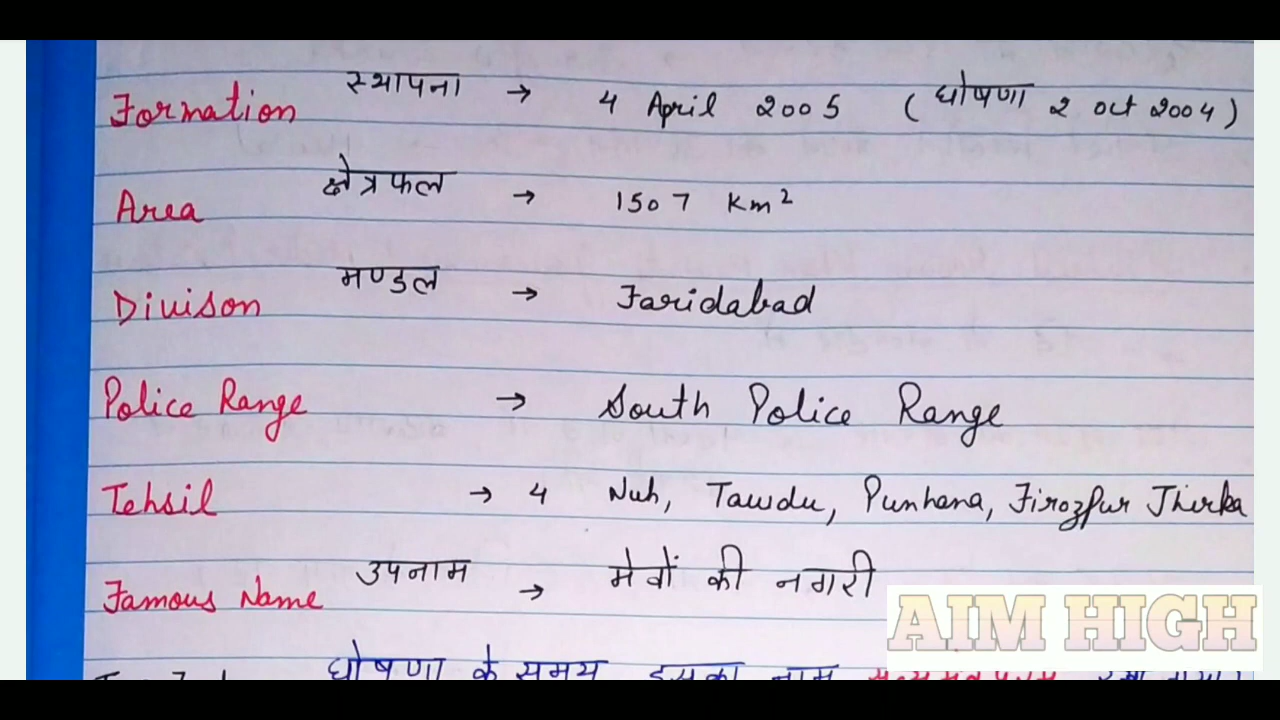 Formation स्थापना → 4 April 2005 (घोषणा 2 oct 2004)
Area क्षेत्रफल → 1507 Km²
Divison मण्डल → Faridabad
Police Range → South Police Range
Tehsil → 4 Nuh, Tawdu, Punhana, Firozpur Jhirka
Famous Name उपनाम → मेवों की नगरी
AIM HIGH
घोषणा के समय इसका नाम